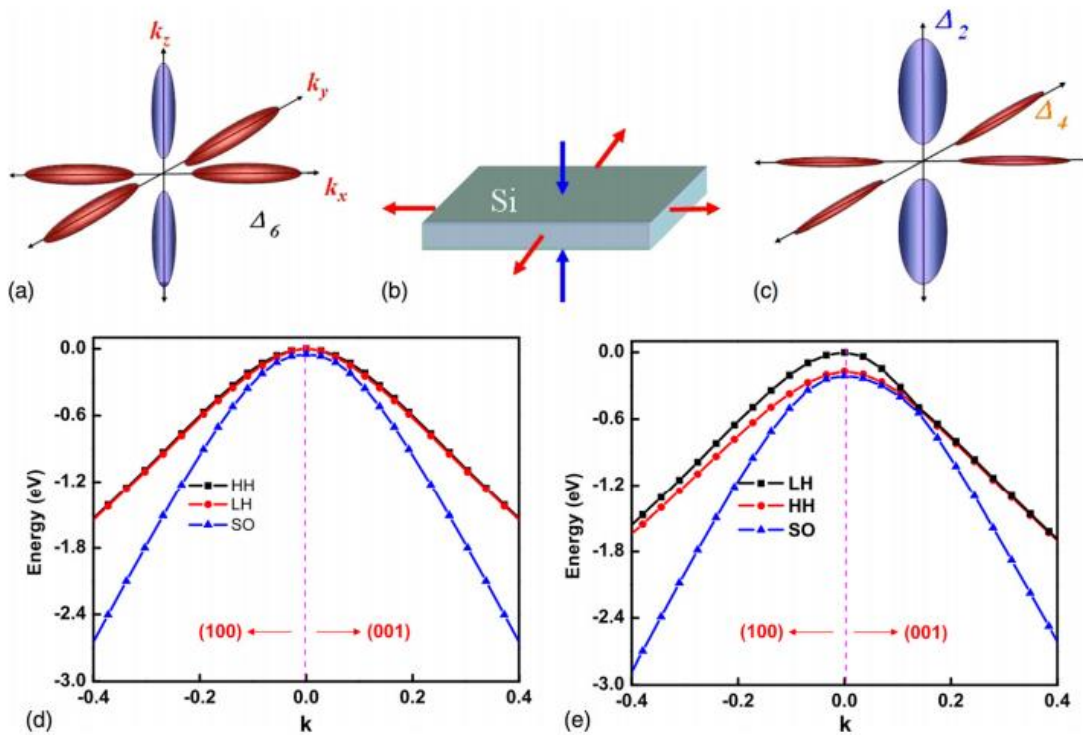 k_z
k_y
k_x
Δ_6
(a)
Si
(b)
Δ_2
Δ_4
(c)
0.0
-0.6
-1.2
-1.8
-2.4
-3.0
Energy (eV)
HH
LH
SO
(100)
(001)
-0.4
-0.2
0.0
0.2
0.4
k
(d)
0.0
-0.6
-1.2
-1.8
-2.4
-3.0
Energy (eV)
LH
HH
SO
(100)
(001)
-0.4
-0.2
0.0
0.2
0.4
k
(e)